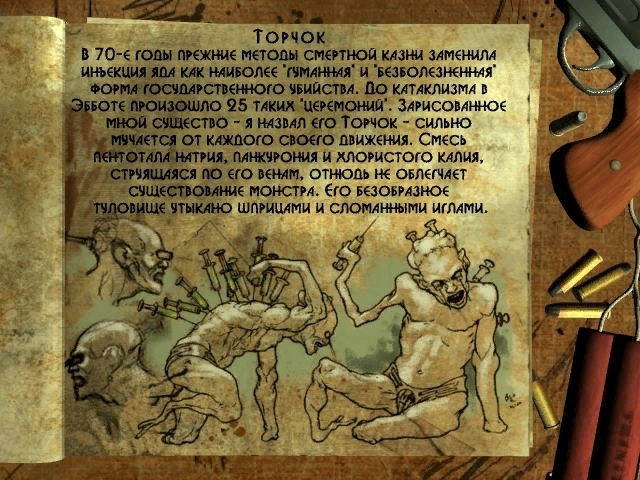 Торчок
В 70-е годы прежние методы смертной казни заменила
инъекция яда как наиболее "гуманная" и "безболезненная"
форма государственного убийства. До катаклизма в
Эбботе произошло 25 таких "церемоний". Зарисованное
мной существо - я назвал его Торчок - сильно
мучается от каждого своего движения. Смесь
пентотала натрия, панкурония и хлористого калия,
струящаяся по его венам, отнюдь не облегчает
существование монстра. Его безобразное
туловище утыкано шприцами и сломанными иглами.